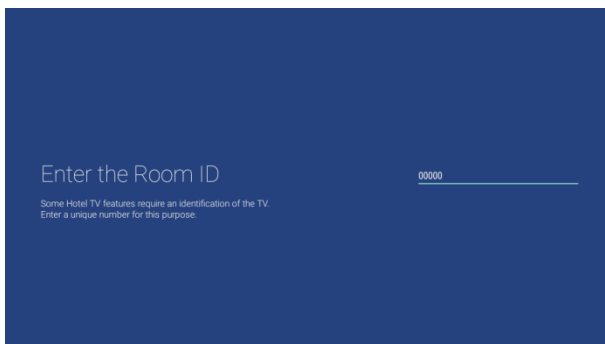 Enter the Room ID
00000
Some Hotel TV features require an identification of the TV.
Enter a unique number for this purpose.